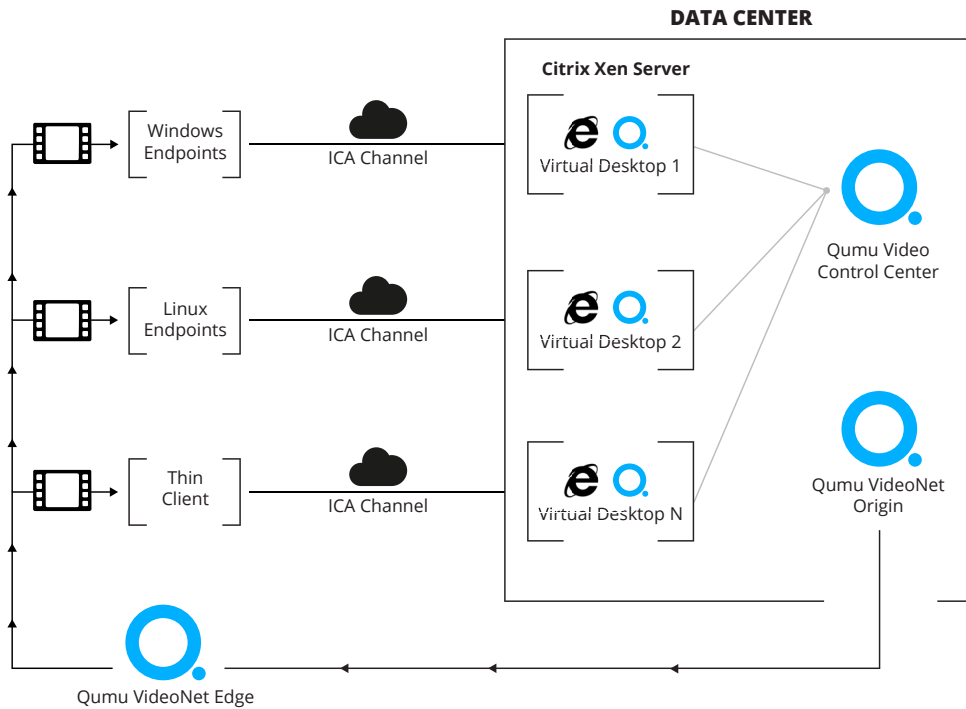 DATA CENTER
Citrix Xen Server
Windows
Endpoints
ICA Channel
Virtual Desktop 1
Qumu Video
Control Center
Linux
Endpoints
ICA Channel
Virtual Desktop 2
Thin
Client
ICA Channel
Virtual Desktop N
Qumu VideoNet
Origin
Qumu VideoNet Edge